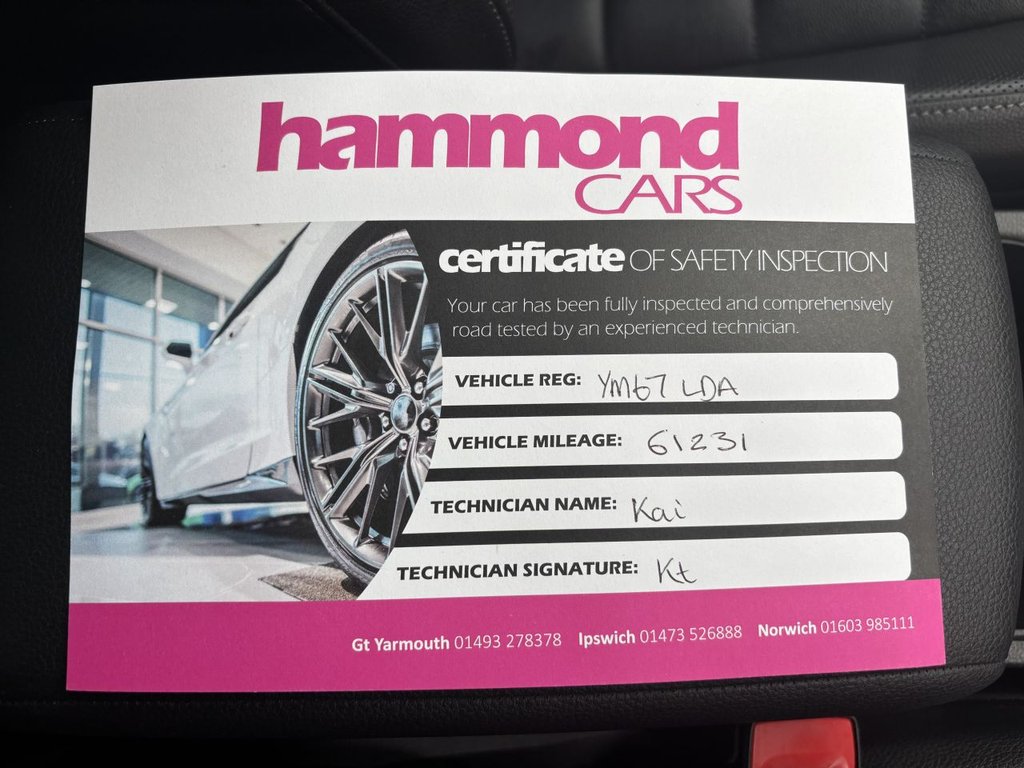 hammond
CARS
certificate OF SAFETY INSPECTION
Your car has been fully inspected and comprehensively
road tested by an experienced technician.
VEHICLE REG: YM67 LDA
VEHICLE MILEAGE: 61231
TECHNICIAN NAME: Kai
TECHNICIAN SIGNATURE: Kt
Gt Yarmouth 01493 278378 Ipswich 01473 526888 Norwich 01603 985111